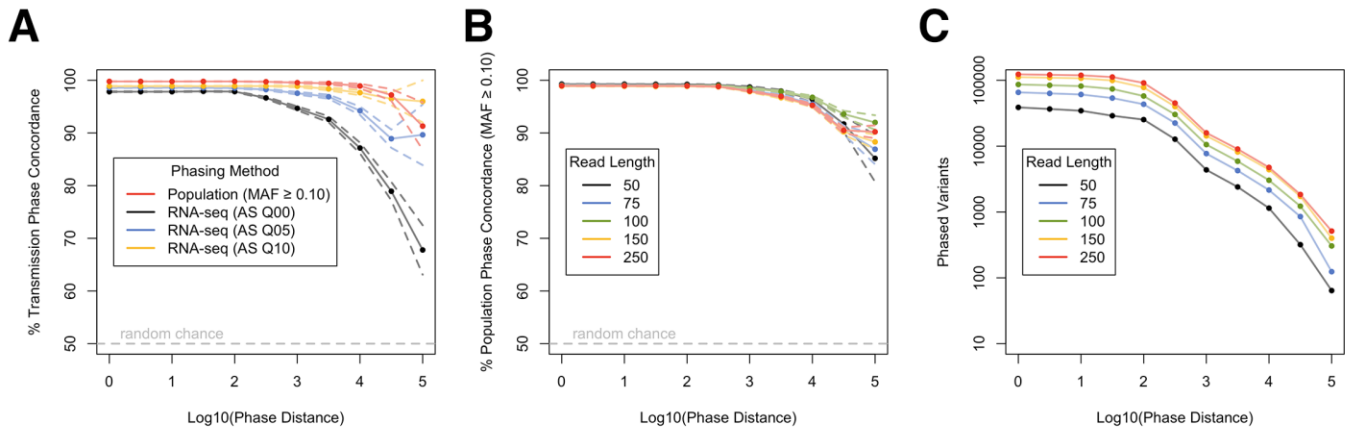 A
% Transmission Phase Concordance
100
90
80
70
60
50
Phasing Method
Population (MAF ≥ 0.10)
RNA-seq (AS Q00)
RNA-seq (AS Q05)
RNA-seq (AS Q10)
random chance
0 1 2 3 4 5
Log10(Phase Distance)
B
% Population Phase Concordance (MAF ≥ 0.10)
100
90
80
70
60
50
Read Length
50
75
100
150
250
random chance
0 1 2 3 4 5
Log10(Phase Distance)
C
Phased Variants
100000
10000
1000
100
10
Read Length
50
75
100
150
250
0 1 2 3 4 5
Log10(Phase Distance)